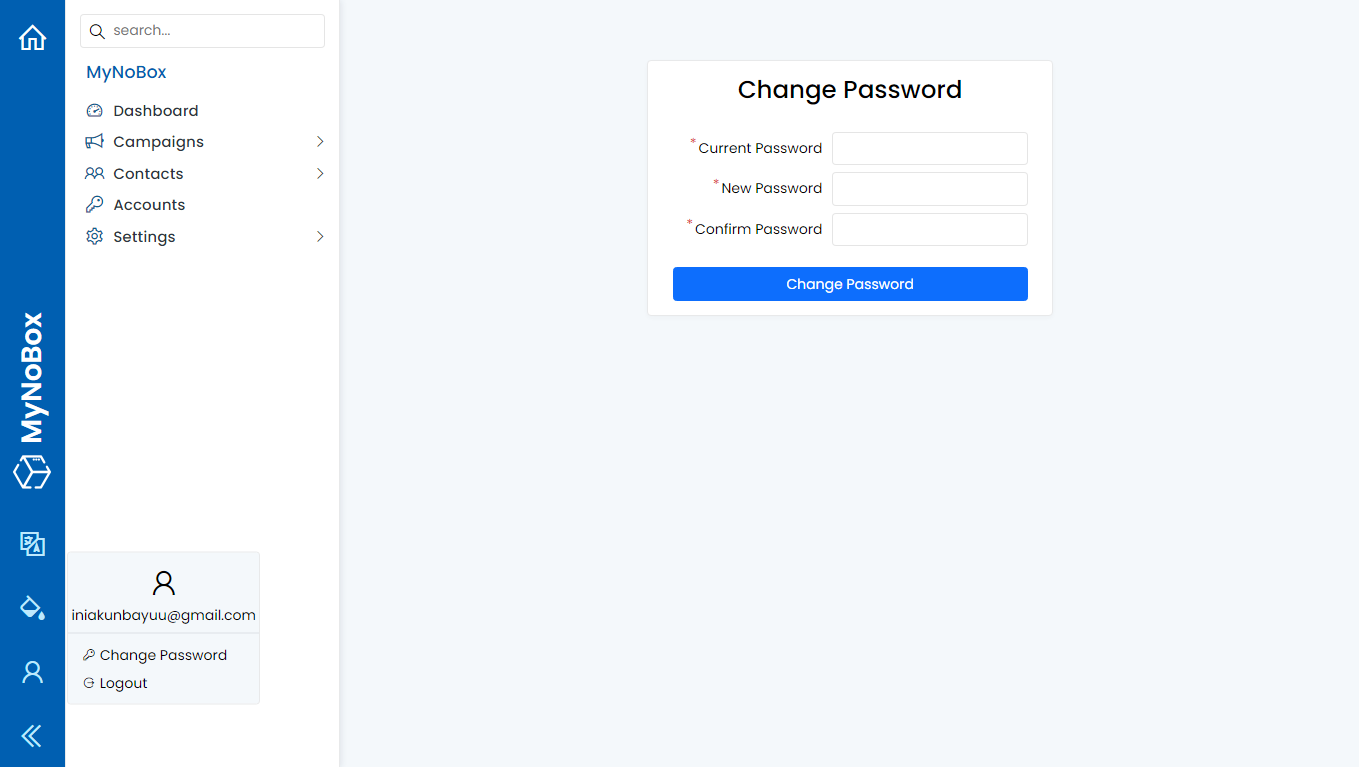 search...
MyNoBox
Dashboard
Campaigns
Contacts
Accounts
Settings
MyNoBox
iniakunbayuu@gmail.com
Change Password
Logout
Change Password
*Current Password
*New Password
*Confirm Password
Change Password